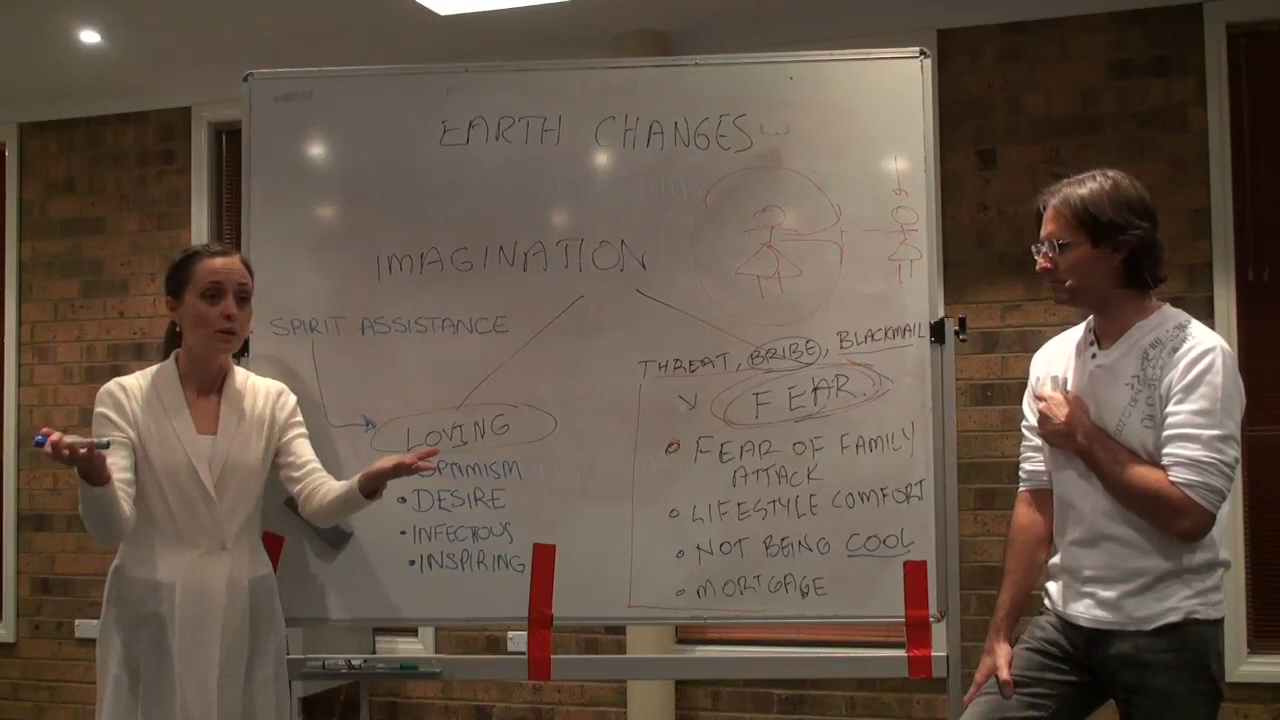 EARTH CHANGES
IMAGINATION
SPIRIT ASSISTANCE
LOVING
OPTIMISM
• DESIRE
• INFECTIOUS
• INSPIRING
THREAT, BRIBE, BLACKMAIL
FEAR
FEAR OF FAMILY
ATTACK
LIFESTYLE COMFORT
NOT BEING COOL
MORTGAGE